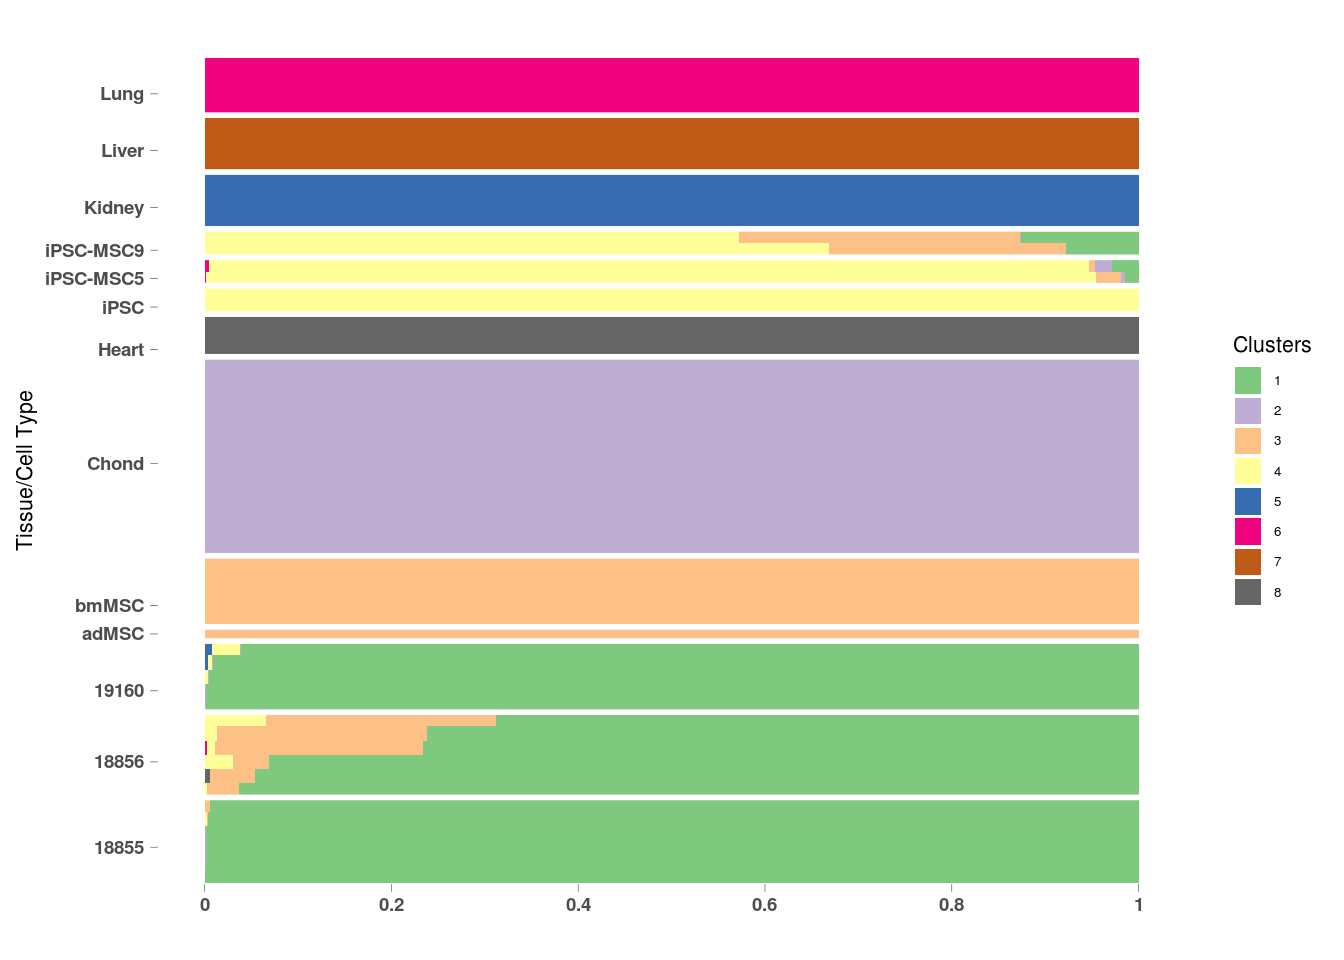 Lung
Liver
Kidney
iPSC-MSC9
iPSC-MSC5
iPSC
Heart
Chond
bmMSC
adMSC
19160
18856
18855
Tissue/Cell Type
0 0.2 0.4 0.6 0.8 1
Clusters
1
2
3
4
5
6
7
8